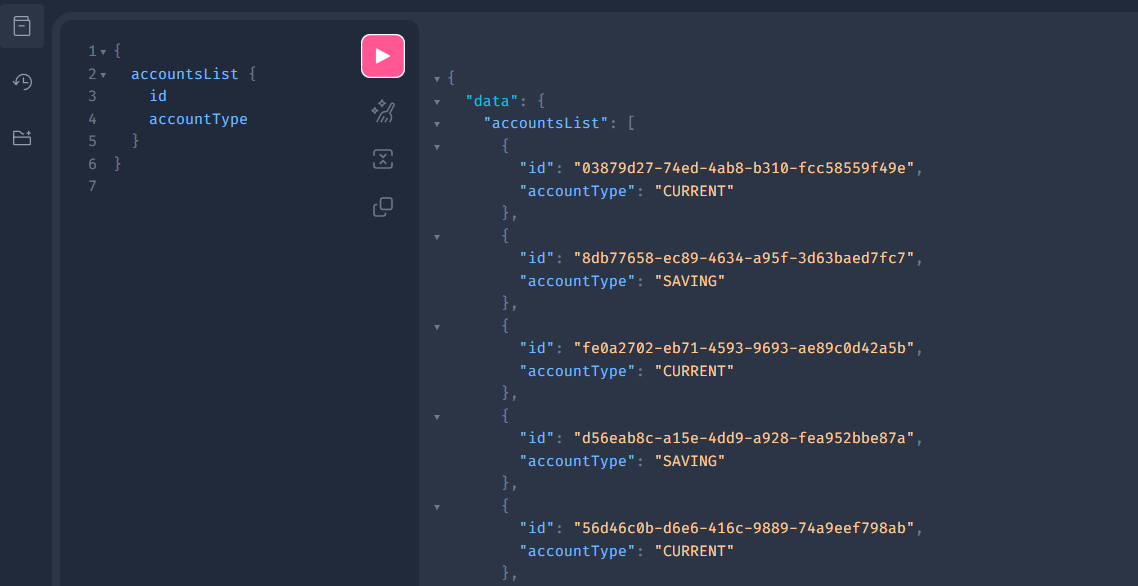 1 {
2 accountsList {
3 id
4 accountType
5 }
6 }
7
{
"data": {
"accountsList": [
{
"id": "03879d27-74ed-4ab8-b310-fcc58559f49e",
"accountType": "CURRENT"
},
{
"id": "8db77658-ec89-4634-a95f-3d63baed7fc7",
"accountType": "SAVING"
},
{
"id": "fe0a2702-eb71-4593-9693-ae89c0d42a5b",
"accountType": "CURRENT"
},
{
"id": "d56eab8c-a15e-4dd9-a928-fea952bbe87a",
"accountType": "SAVING"
},
{
"id": "56d46c0b-d6e6-416c-9889-74a9eef798ab",
"accountType": "CURRENT"
},